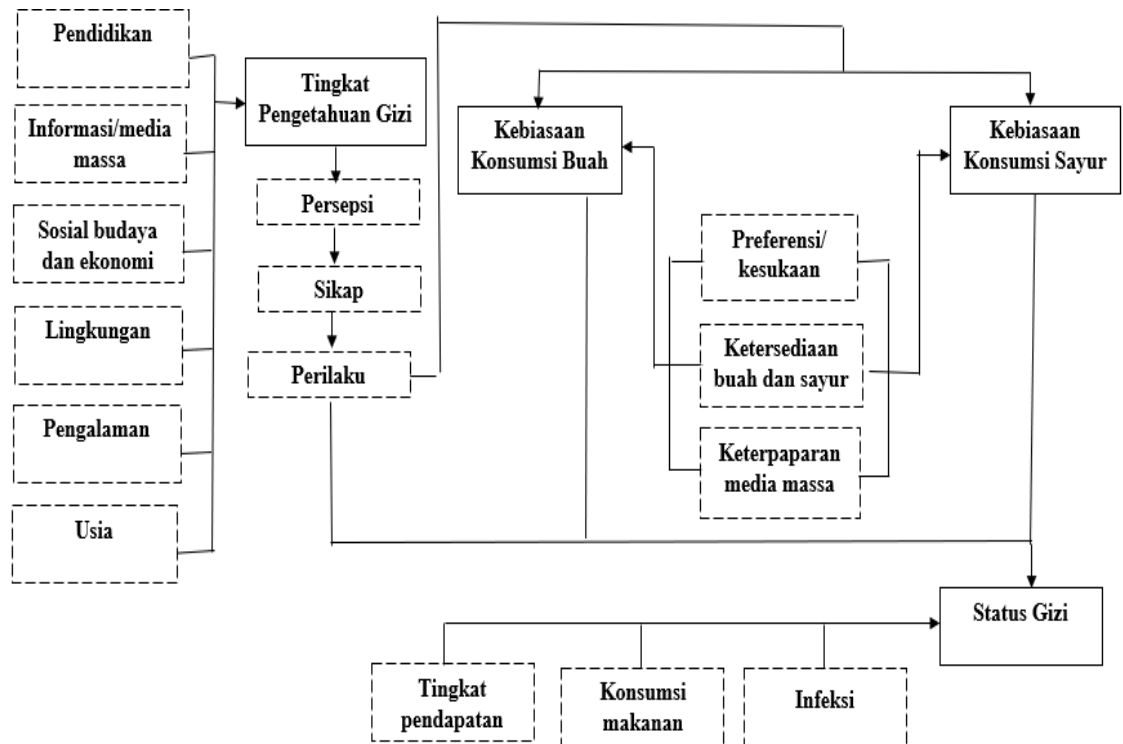 Pendidikan
Informasi/media
massa
Sosial budaya
dan ekonomi
Lingkungan
Pengalaman
Usia
Tingkat
Pengetahuan Gizi
Persepsi
Sikap
Perilaku
Kebiasaan
Konsumsi Buah
Kebiasaan
Konsumsi Sayur
Preferensi/
kesukaan
Ketersediaan
buah dan sayur
Keterpaparan
media massa
Status Gizi
Tingkat
pendapatan
Konsumsi
makanan
Infeksi